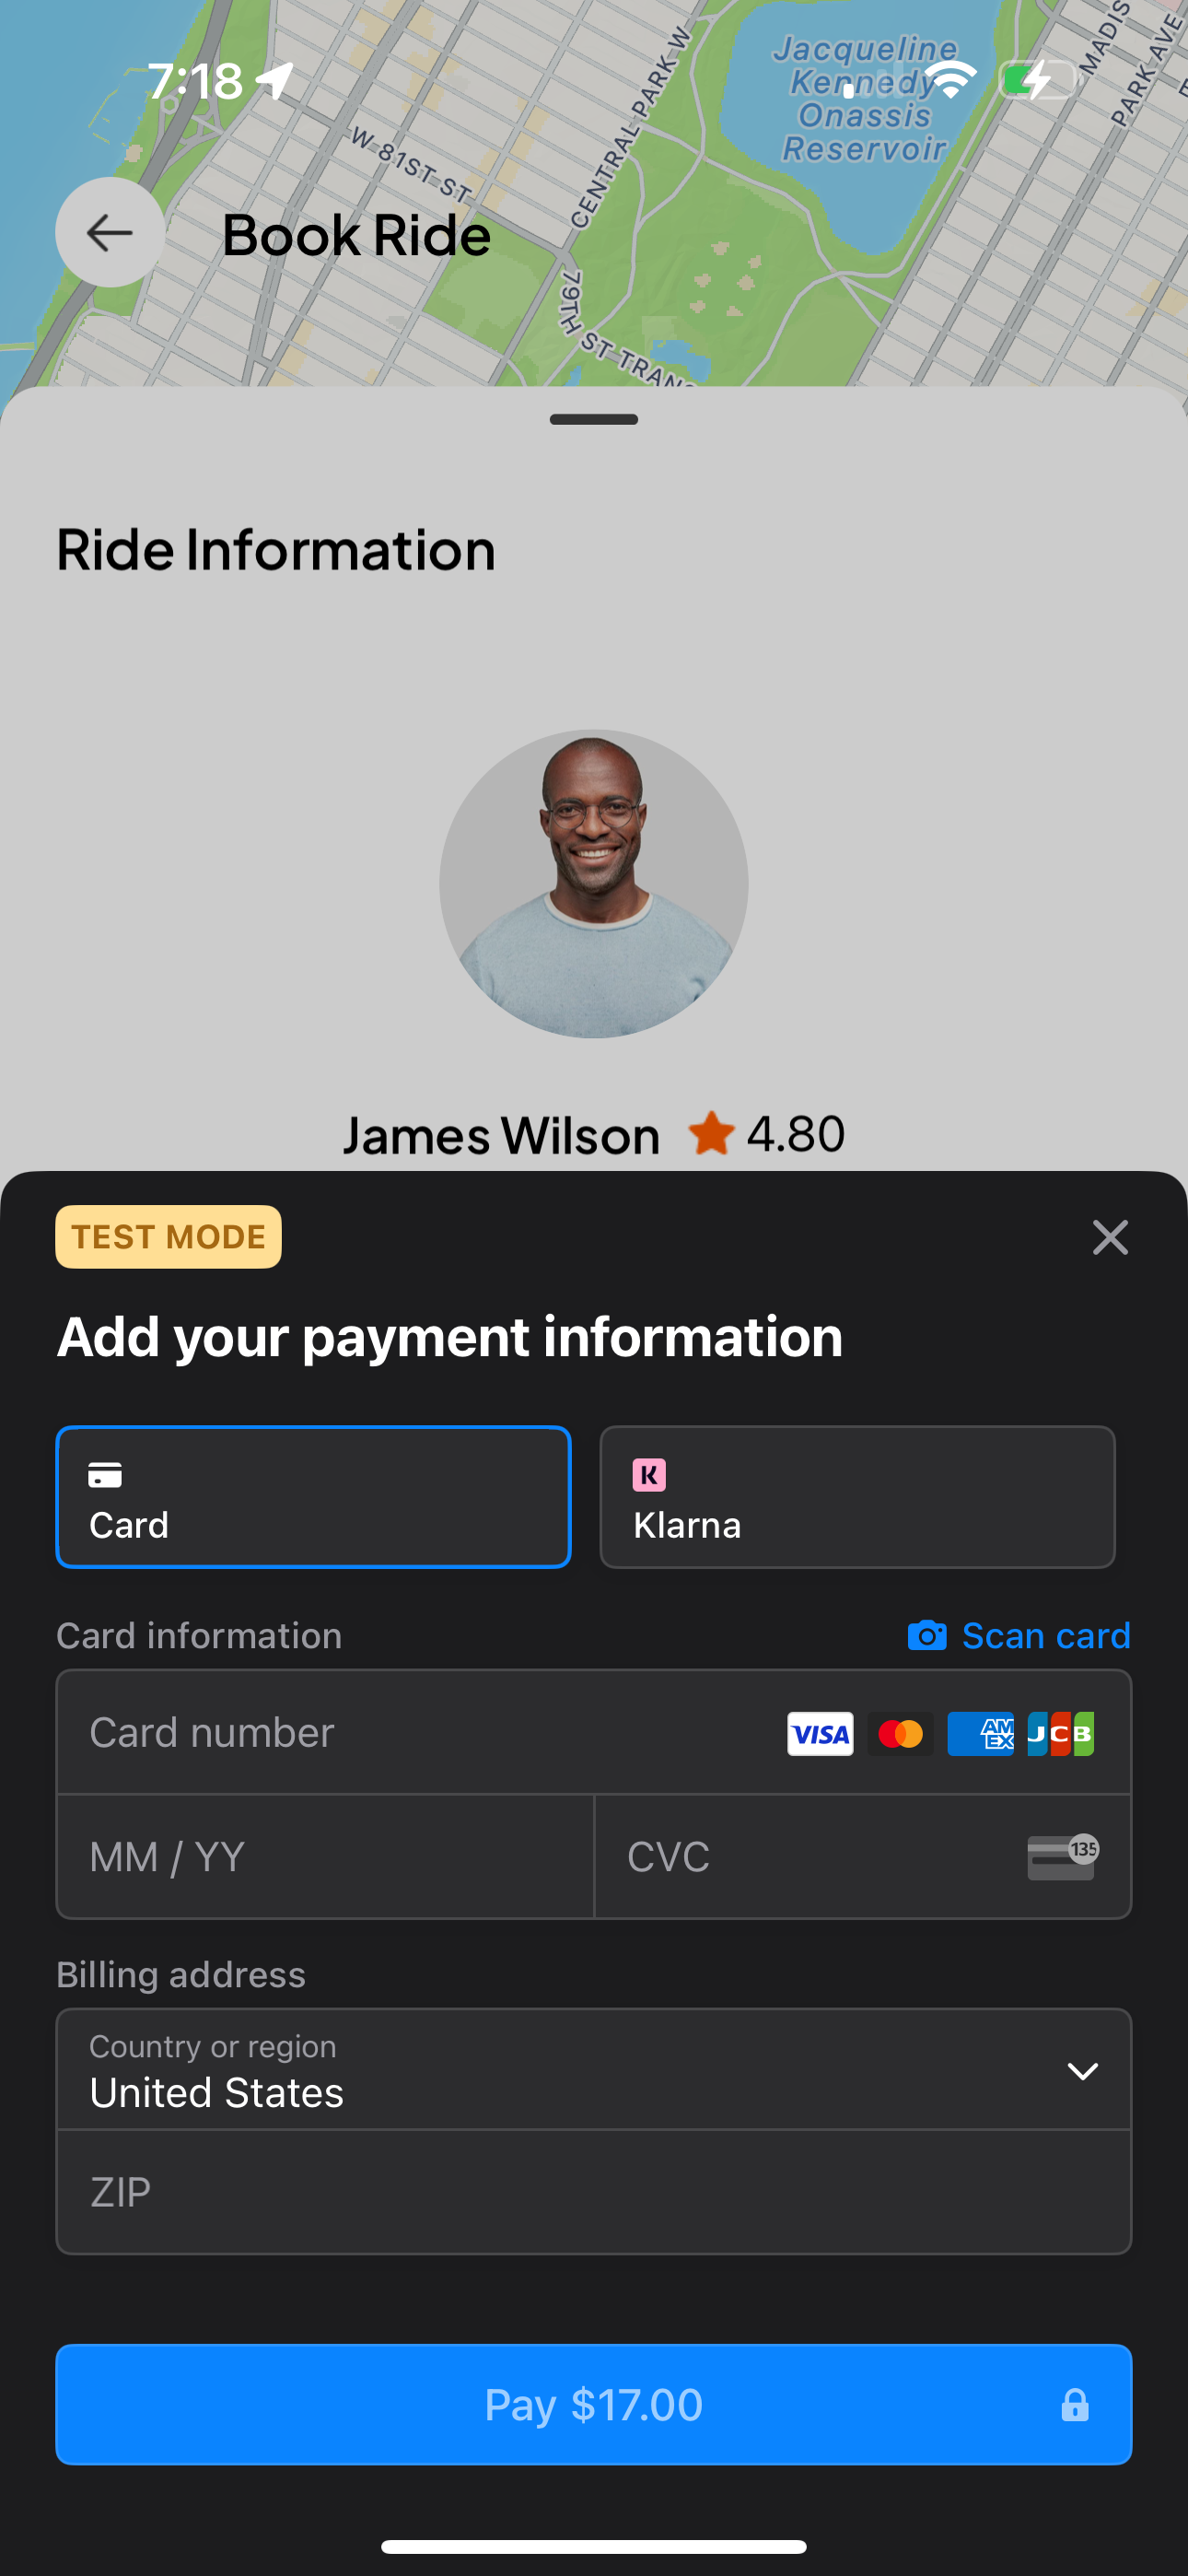 7:18
Jacqueline
Kennedy
Onassis
Reservoir
MADIS
PARK AVE
W 81ST ST
CENTRAL PARK W
79TH ST TRANS
Book Ride
Ride Information
James Wilson 4.80
TEST MODE
Add your payment information
K
Card
Klarna
Card information
Scan card
Card number
VISA
AM
EX
JCB
MM / YY
CVC
135
Billing address
Country or region
United States
ZIP
Pay $17.00